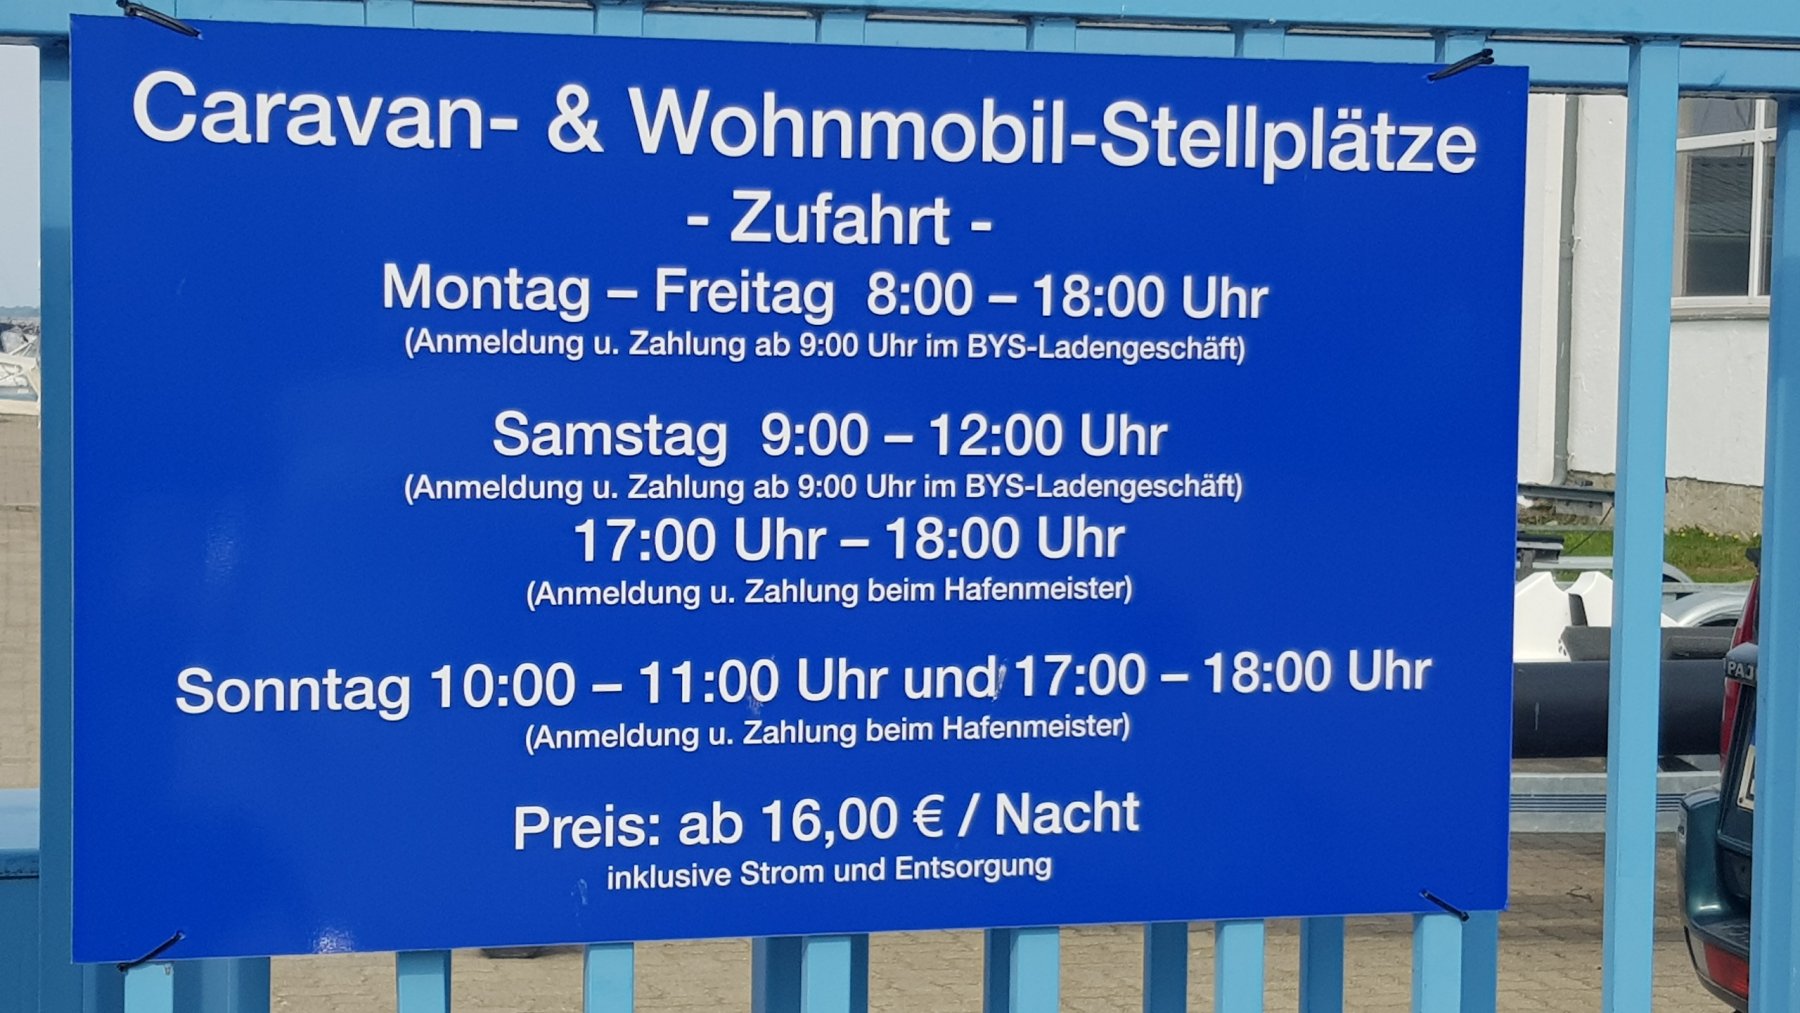 Caravan- & Wohnmobil-Stellplätze
- Zufahrt -
Montag – Freitag 8:00 – 18:00 Uhr
(Anmeldung u. Zahlung ab 9:00 Uhr im BYS-Ladengeschäft)
Samstag 9:00 – 12:00 Uhr
(Anmeldung u. Zahlung ab 9:00 Uhr im BYS-Ladengeschäft)
17:00 Uhr – 18:00 Uhr
(Anmeldung u. Zahlung beim Hafenmeister)
Sonntag 10:00 – 11:00 Uhr und 17:00 – 18:00 Uhr
(Anmeldung u. Zahlung beim Hafenmeister)
Preis: ab 16,00 € / Nacht
inklusive Strom und Entsorgung